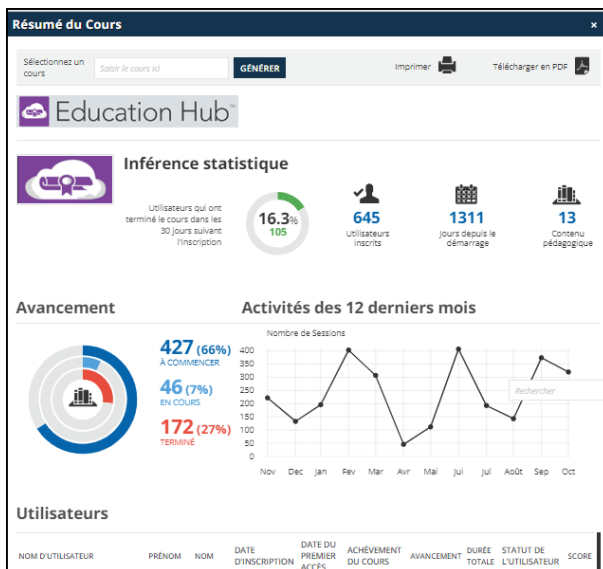 Résumé du Cours ×
Sélectionnez un
cours
Saisir le cours ici
GÉNÉRER
Imprimer
Télécharger en PDF
Education Hub™
Inférence statistique
Utilisateurs qui ont
terminé le cours dans les
30 jours suivant
l'inscription
16.3%
105
645
Utilisateurs
inscrits
1311
Jours depuis le
démarrage
13
Contenu
pédagogique
Avancement
427 (66%)
À COMMENCER
46 (7%)
EN COURS
172 (27%)
TERMINÉ
Activités des 12 derniers mois
Nombre de Sessions
400
350
300
250
200
150
100
50
0
Rechercher
Nov Dec Jan Fev Mar Avr Mai Jui Jul Août Sep Oct
Utilisateurs
NOM D'UTILISATEUR
PRÉNOM
NOM
DATE
D'INSCRIPTION
DATE DU
PREMIER
ACCÈS
ACHÈVEMENT
DU COURS
AVANCEMENT
DURÉE
TOTALE
STATUT DE
L'UTILISATEUR
SCORE